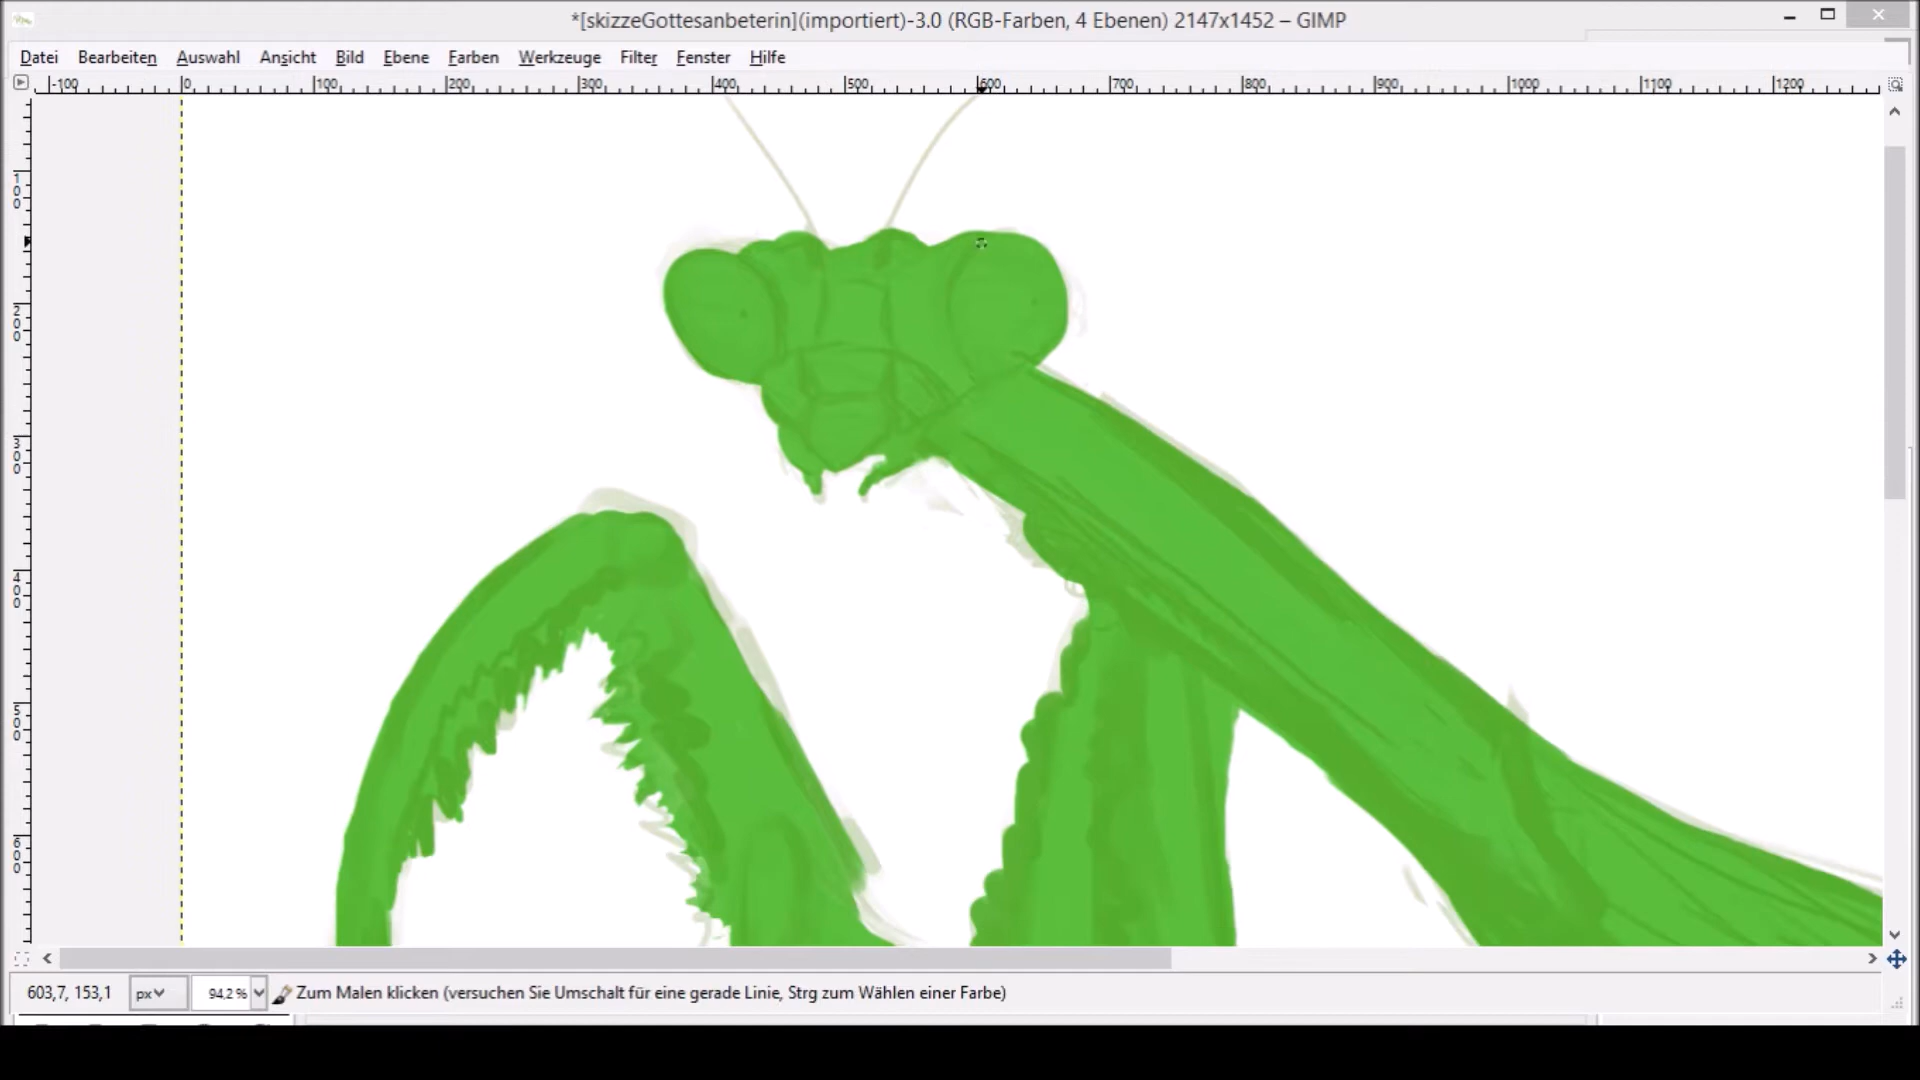 *[skizzeGottesanbeterin](importiert)-3.0 (RGB-Farben, 4 Ebenen) 2147x1452 – GIMP
Datei Bearbeiten Auswahl Ansicht Bild Ebene Farben Werkzeuge Filter Fenster Hilfe
-100 0 100 200 300 400 500 600 700 800 900 1000 1100 1200
100
200
300
400
500
600
603,7, 153,1 px 94,2 % Zum Malen klicken (versuchen Sie Umschalt für eine gerade Linie, Strg zum Wählen einer Farbe)